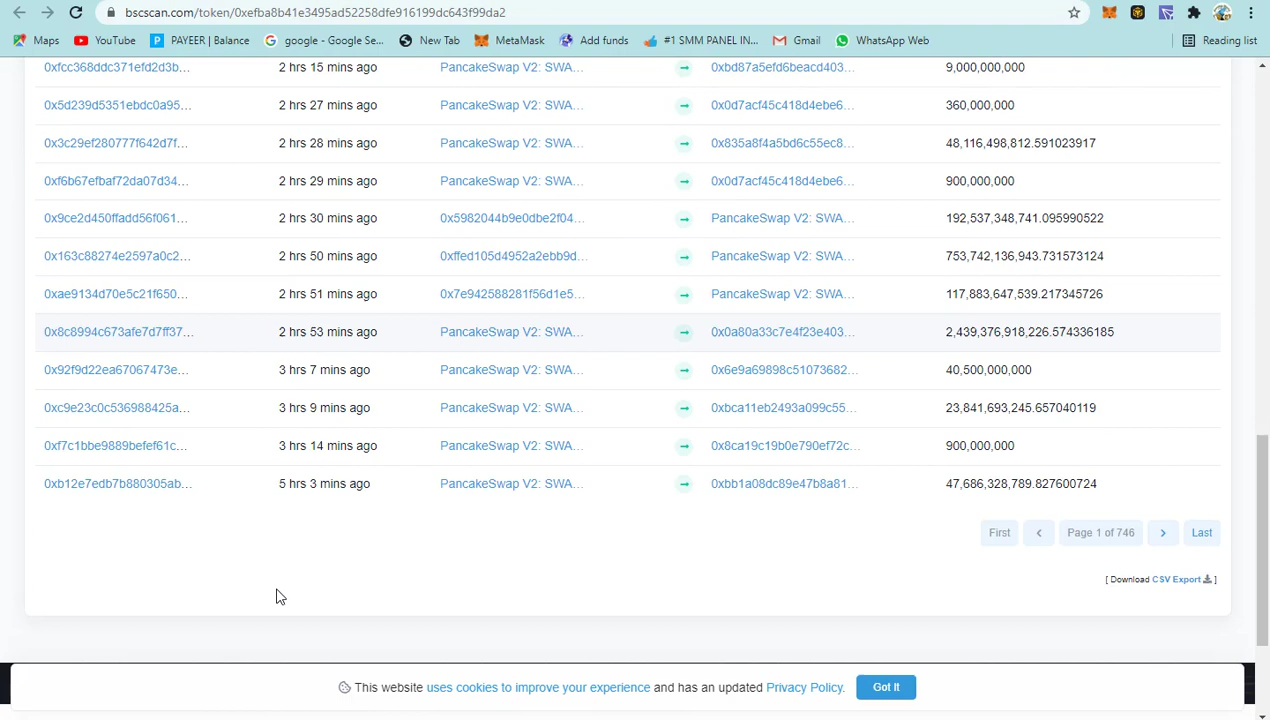 bscscan.com/token/0xefba8b41e3495ad52258dfe916199dc643f99da2
Maps YouTube PAYEER | Balance google - Google Se... New Tab MetaMask Add funds #1 SMM PANEL IN... Gmail WhatsApp Web Reading list
0xfcc368ddc371efd2d3b... 2 hrs 15 mins ago PancakeSwap V2: SWA... 0xbd87a5efd6beacd403... 9,000,000,000
0x5d239d5351ebdc0a95... 2 hrs 27 mins ago PancakeSwap V2: SWA... 0x0d7acf45c418d4ebe6... 360,000,000
0x3c29ef280777f642d7f... 2 hrs 28 mins ago PancakeSwap V2: SWA... 0x835a8f4a5bd6c55ec8... 48,116,498,812.591023917
0xf6b67efbaf72da07d34... 2 hrs 29 mins ago PancakeSwap V2: SWA... 0x0d7acf45c418d4ebe6... 900,000,000
0x9ce2d450ffadd56f061... 2 hrs 30 mins ago 0x5982044b9e0dbe2f04... PancakeSwap V2: SWA... 192,537,348,741.095990522
0x163c88274e2597a0c2... 2 hrs 50 mins ago 0xffed105d4952a2ebb9d... PancakeSwap V2: SWA... 753,742,136,943.731573124
0xae9134d70e5c21f650... 2 hrs 51 mins ago 0x7e942588281f56d1e5... PancakeSwap V2: SWA... 117,883,647,539.217345726
0x8c8994c673afe7d7ff37... 2 hrs 53 mins ago PancakeSwap V2: SWA... 0x0a80a33c7e4f23e403... 2,439,376,918,226.574336185
0x92f9d22ea67067473e... 3 hrs 7 mins ago PancakeSwap V2: SWA... 0x6e9a69898c51073682... 40,500,000,000
0xc9e23c0c536988425a... 3 hrs 9 mins ago PancakeSwap V2: SWA... 0xbca11eb2493a099c55... 23,841,693,245.657040119
0xf7c1bbe9889befef61c... 3 hrs 14 mins ago PancakeSwap V2: SWA... 0x8ca19c19b0e790ef72c... 900,000,000
0xb12e7edb7b880305ab... 5 hrs 3 mins ago PancakeSwap V2: SWA... 0xbb1a08dc89e47b8a81... 47,686,328,789.827600724
First Page 1 of 746 Last
[ Download CSV Export ]
This website uses cookies to improve your experience and has an updated Privacy Policy. Got It